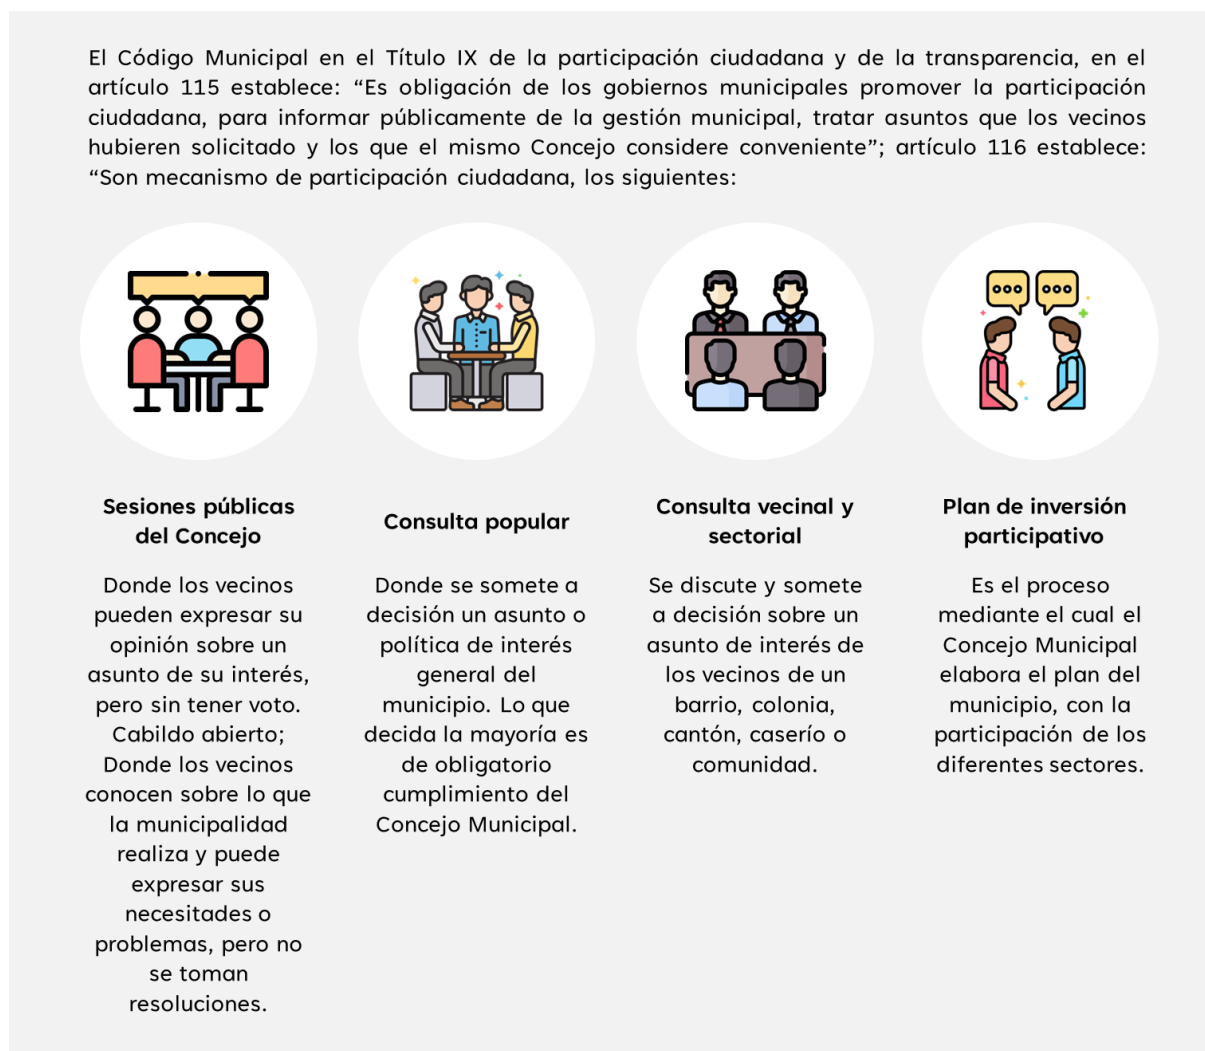 El Código Municipal en el Título IX de la participación ciudadana y de la transparencia, en el
artículo 115 establece: “Es obligación de los gobiernos municipales promover la participación
ciudadana, para informar públicamente de la gestión municipal, tratar asuntos que los vecinos
hubieren solicitado y los que el mismo Concejo considere conveniente”; artículo 116 establece:
“Son mecanismo de participación ciudadana, los siguientes:
Sesiones públicas
del Concejo
Donde los vecinos
pueden expresar su
opinión sobre un
asunto de su interés,
pero sin tener voto.
Cabildo abierto;
Donde los vecinos
conocen sobre lo que
la municipalidad
realiza y puede
expresar sus
necesitades o
problemas, pero no
se toman
resoluciones.
Consulta popular
Donde se somete a
decisión un asunto o
política de interés
general del
municipio. Lo que
decida la mayoría es
de obligatorio
cumplimiento del
Concejo Municipal.
Consulta vecinal y
sectorial
Se discute y somete
a decisión sobre un
asunto de interés de
los vecinos de un
barrio, colonia,
cantón, caserío o
comunidad.
Plan de inversión
participativo
Es el proceso
mediante el cual el
Concejo Municipal
elabora el plan del
municipio, con la
participación de los
diferentes sectores.